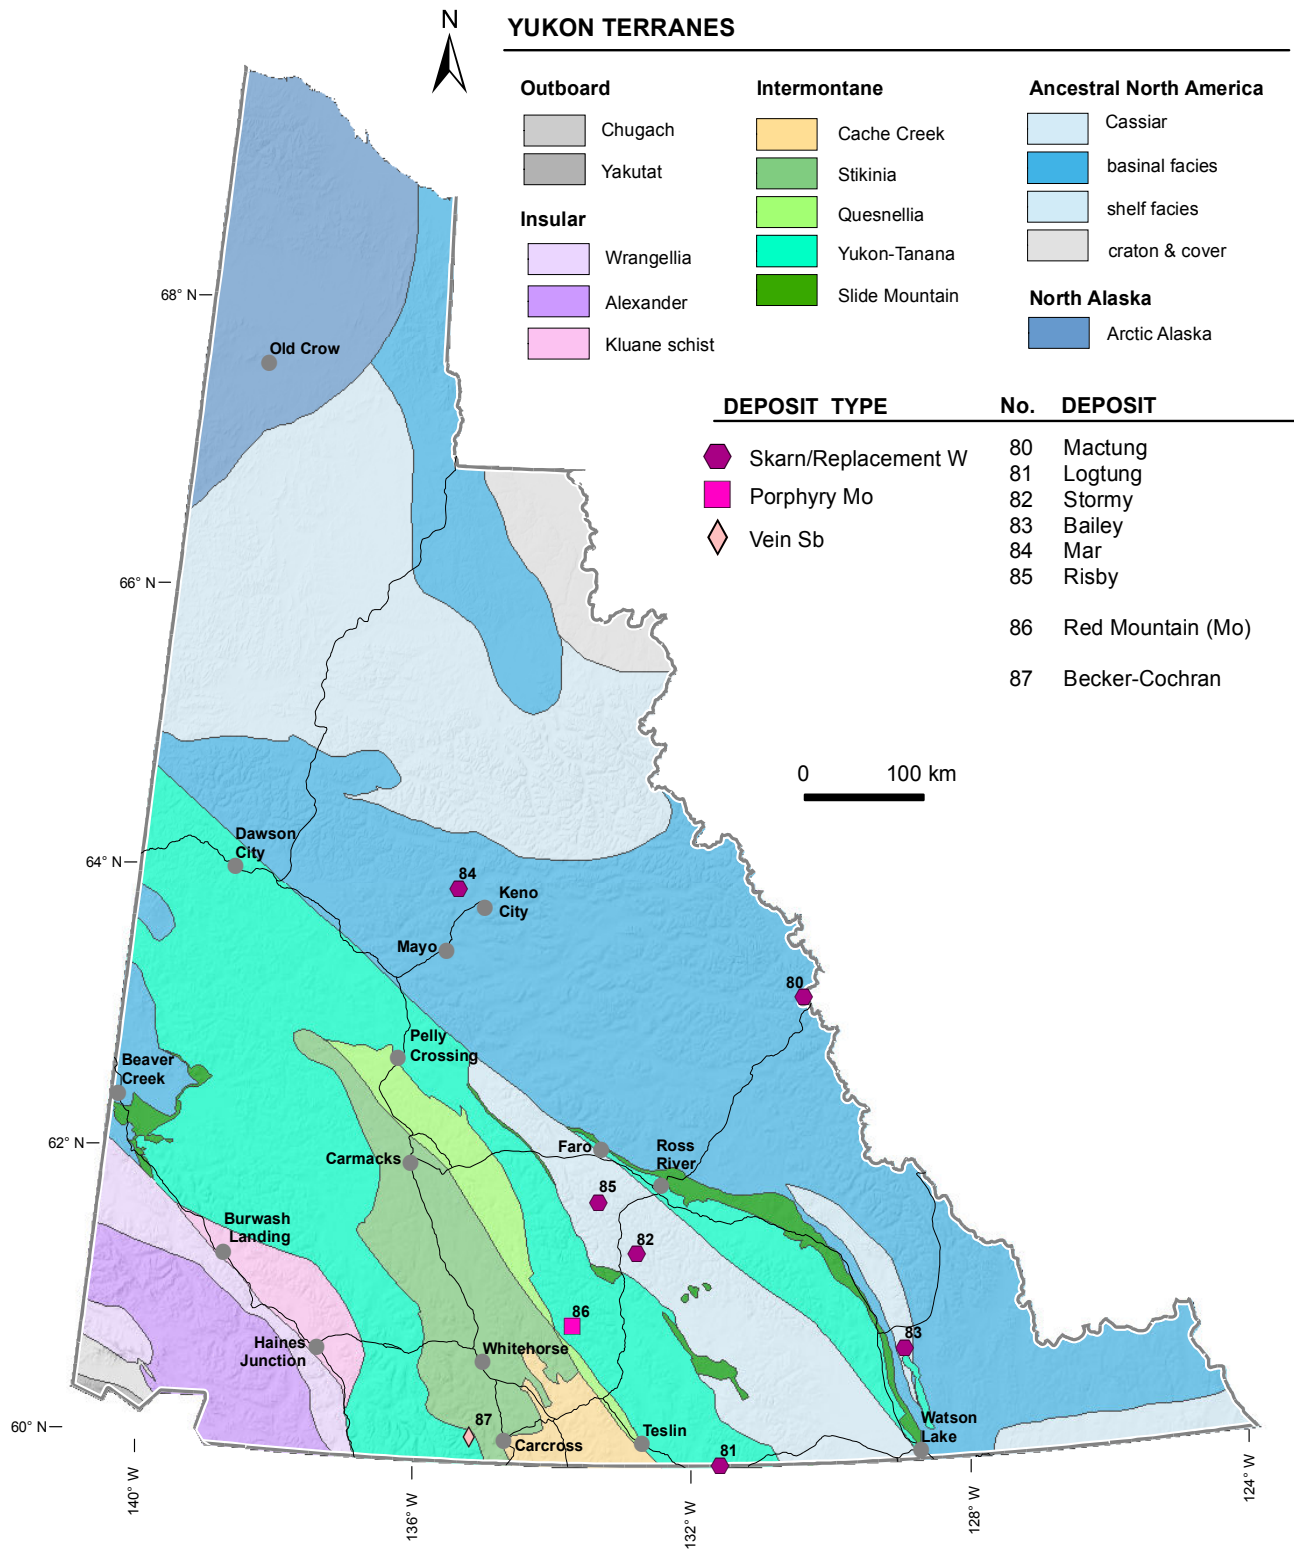 N
YUKON TERRANES
Outboard
Chugach
Yakutat
Insular
Wrangellia
Alexander
Kluane schist
Intermontane
Cache Creek
Stikinia
Quesnellia
Yukon-Tanana
Slide Mountain
Ancestral North America
Cassiar
basinal facies
shelf facies
craton & cover
North Alaska
Arctic Alaska
DEPOSIT TYPE
Skarn/Replacement W
Porphyry Mo
Vein Sb
No. DEPOSIT
80 Mactung
81 Logtung
82 Stormy
83 Bailey
84 Mar
85 Risby
86 Red Mountain (Mo)
87 Becker-Cochran
0 100 km
68° N
Old Crow
66° N
64° N
Dawson
City
84
Keno
City
Mayo
80
Pelly
Crossing
Beaver
Creek
62° N
Faro
Ross
River
Carmacks
85
Burwash
Landing
82
86
83
Haines
Junction
Whitehorse
60° N
87
Carcross
Teslin
81
Watson
Lake
140° W
136° W
132° W
128° W
124° W